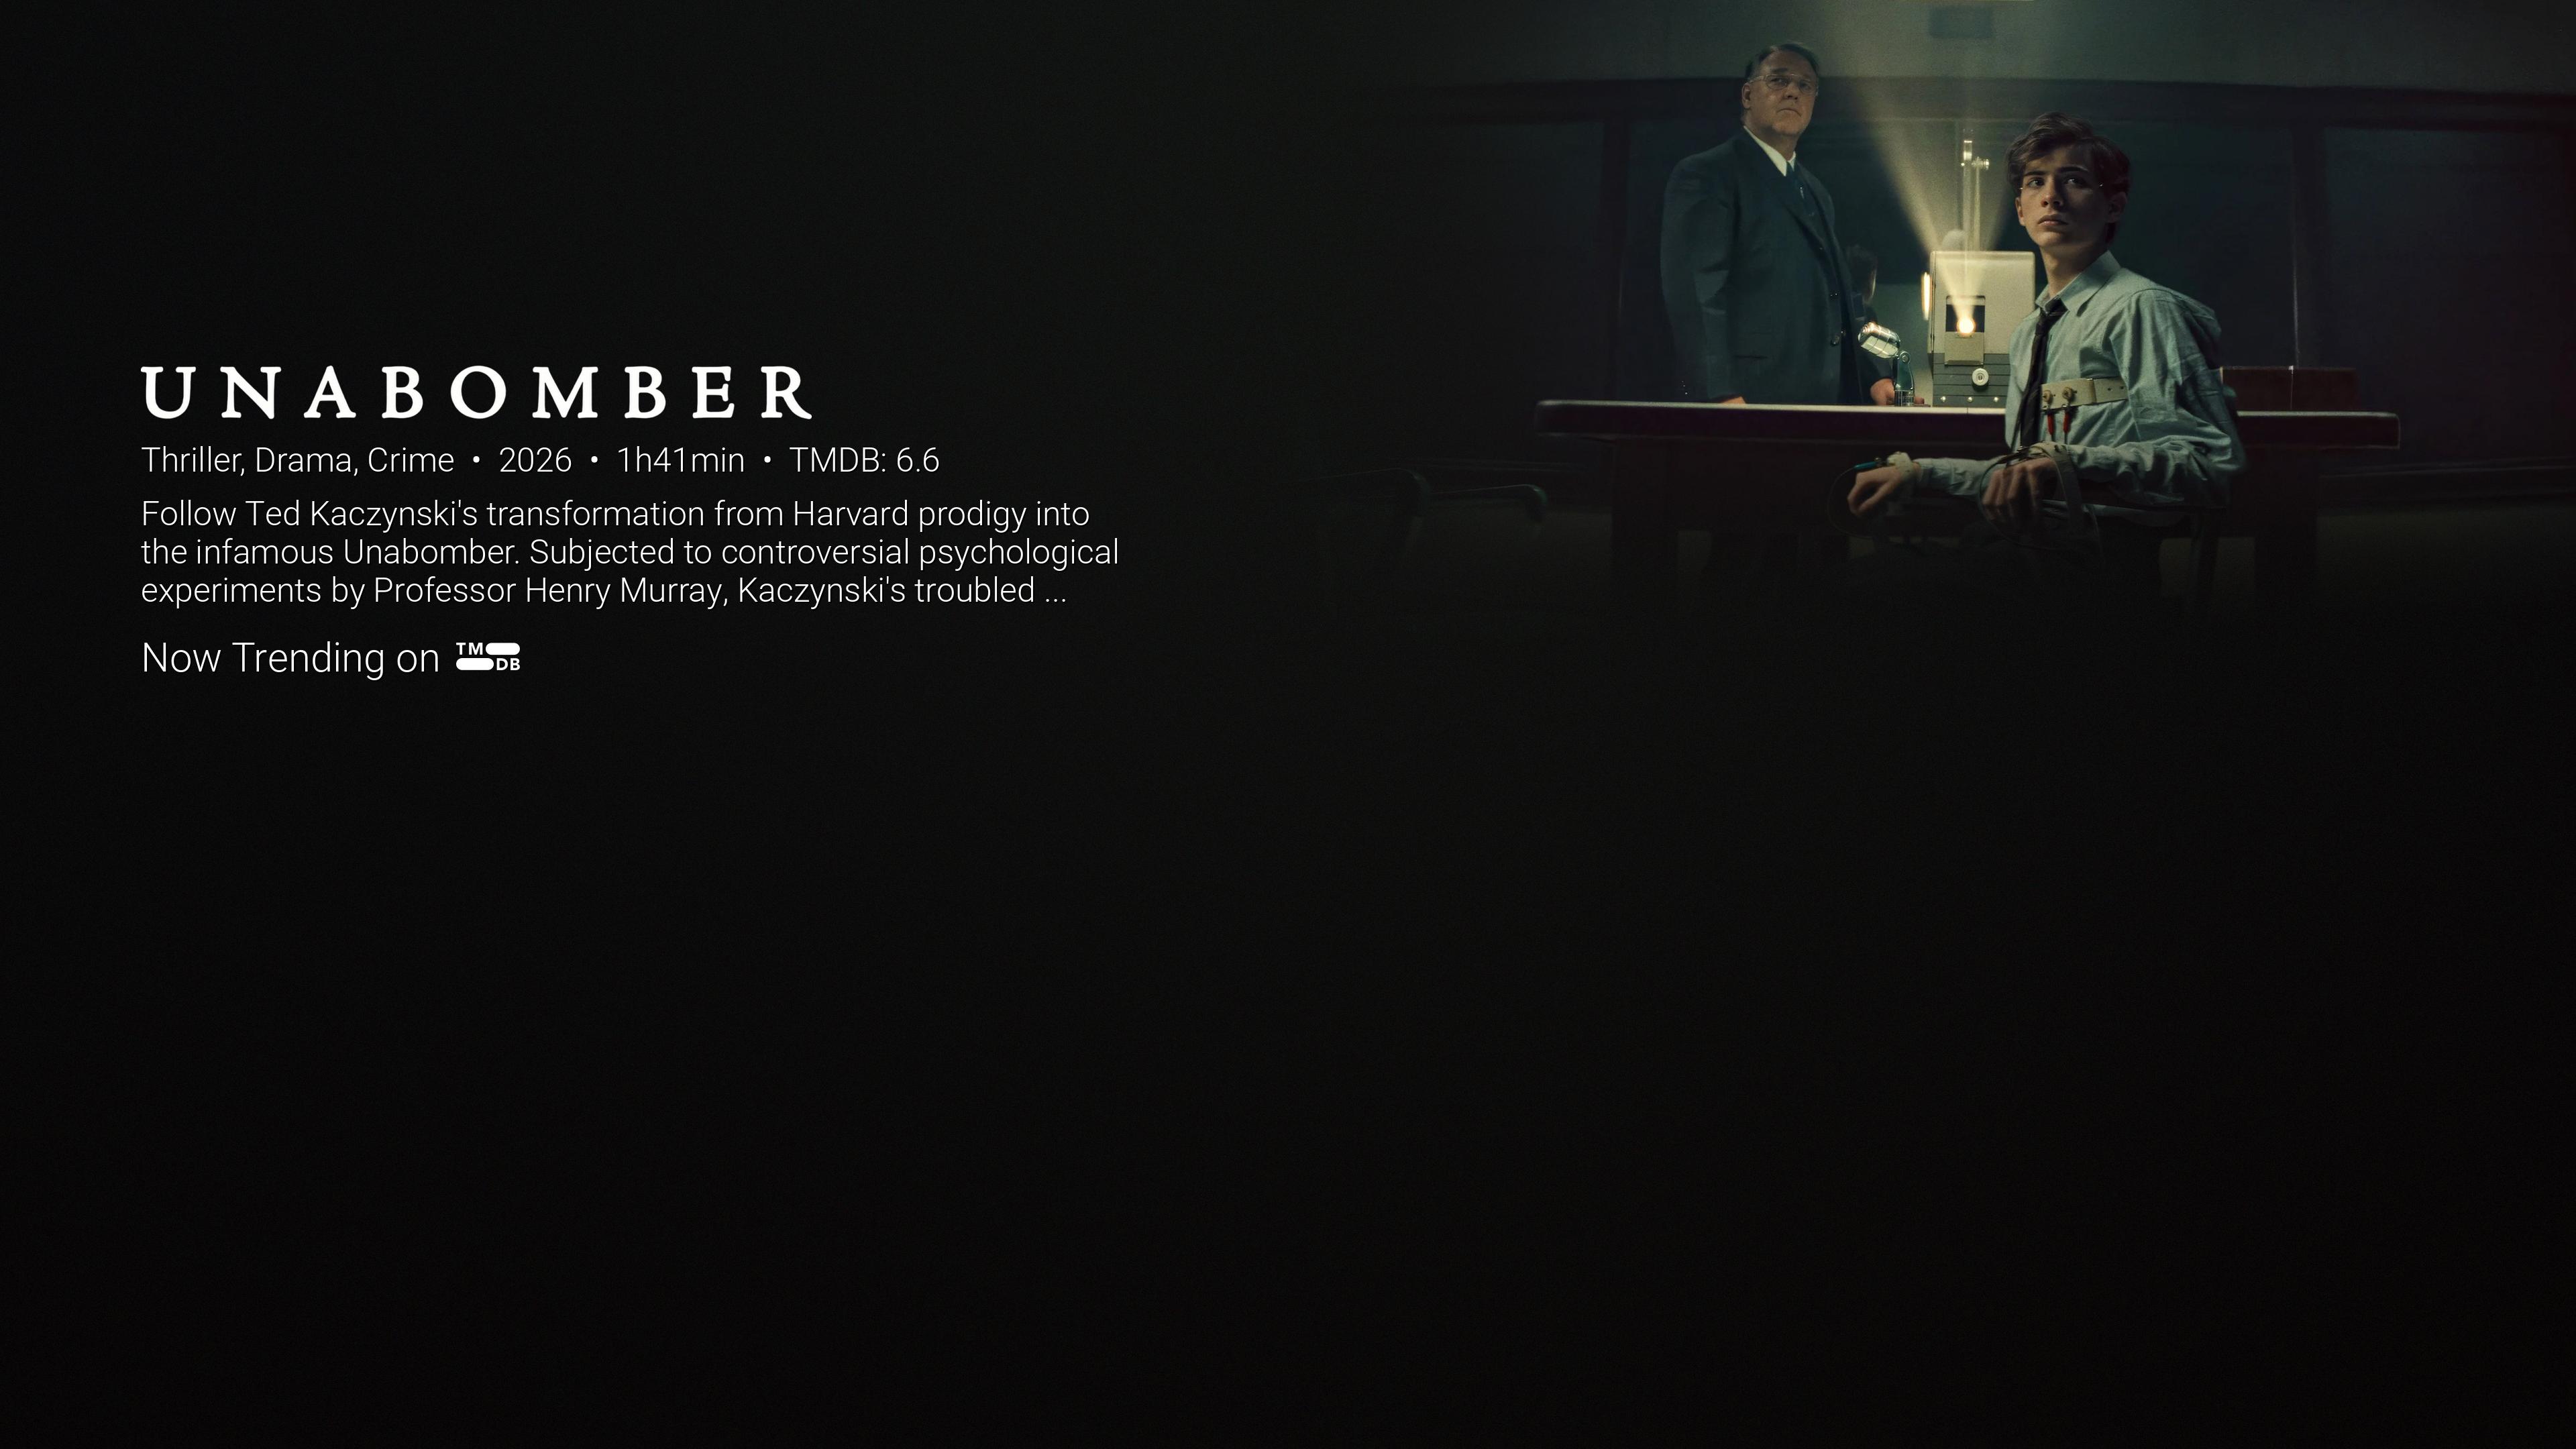 UNABOMBER
Thriller, Drama, Crime • 2026 • 1h41min • TMDB: 6.6
Follow Ted Kaczynski's transformation from Harvard prodigy into
the infamous Unabomber. Subjected to controversial psychological
experiments by Professor Henry Murray, Kaczynski's troubled ...
Now Trending on TMDB